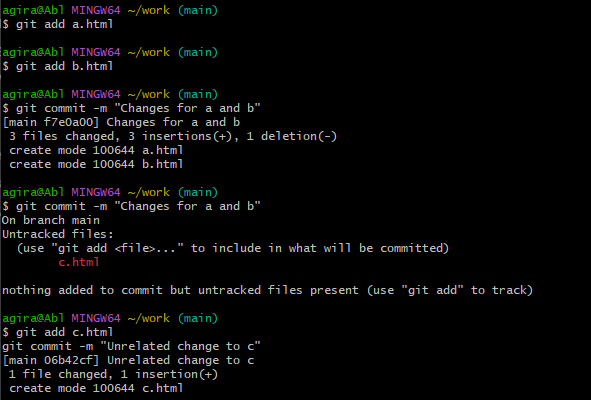 agira@Abl MINGW64 ~/work (main)
$ git add a.html
agira@Abl MINGW64 ~/work (main)
$ git add b.html
agira@Abl MINGW64 ~/work (main)
$ git commit -m "Changes for a and b"
[main f7e0a00] Changes for a and b
 3 files changed, 3 insertions(+), 1 deletion(-)
 create mode 100644 a.html
 create mode 100644 b.html
agira@Abl MINGW64 ~/work (main)
$ git commit -m "Changes for a and b"
On branch main
Untracked files:
  (use "git add <file>..." to include in what will be committed)
        c.html
nothing added to commit but untracked files present (use "git add" to track)
agira@Abl MINGW64 ~/work (main)
$ git add c.html
git commit -m "Unrelated change to c"
[main 06b42cf] Unrelated change to c
 1 file changed, 1 insertion(+)
 create mode 100644 c.html